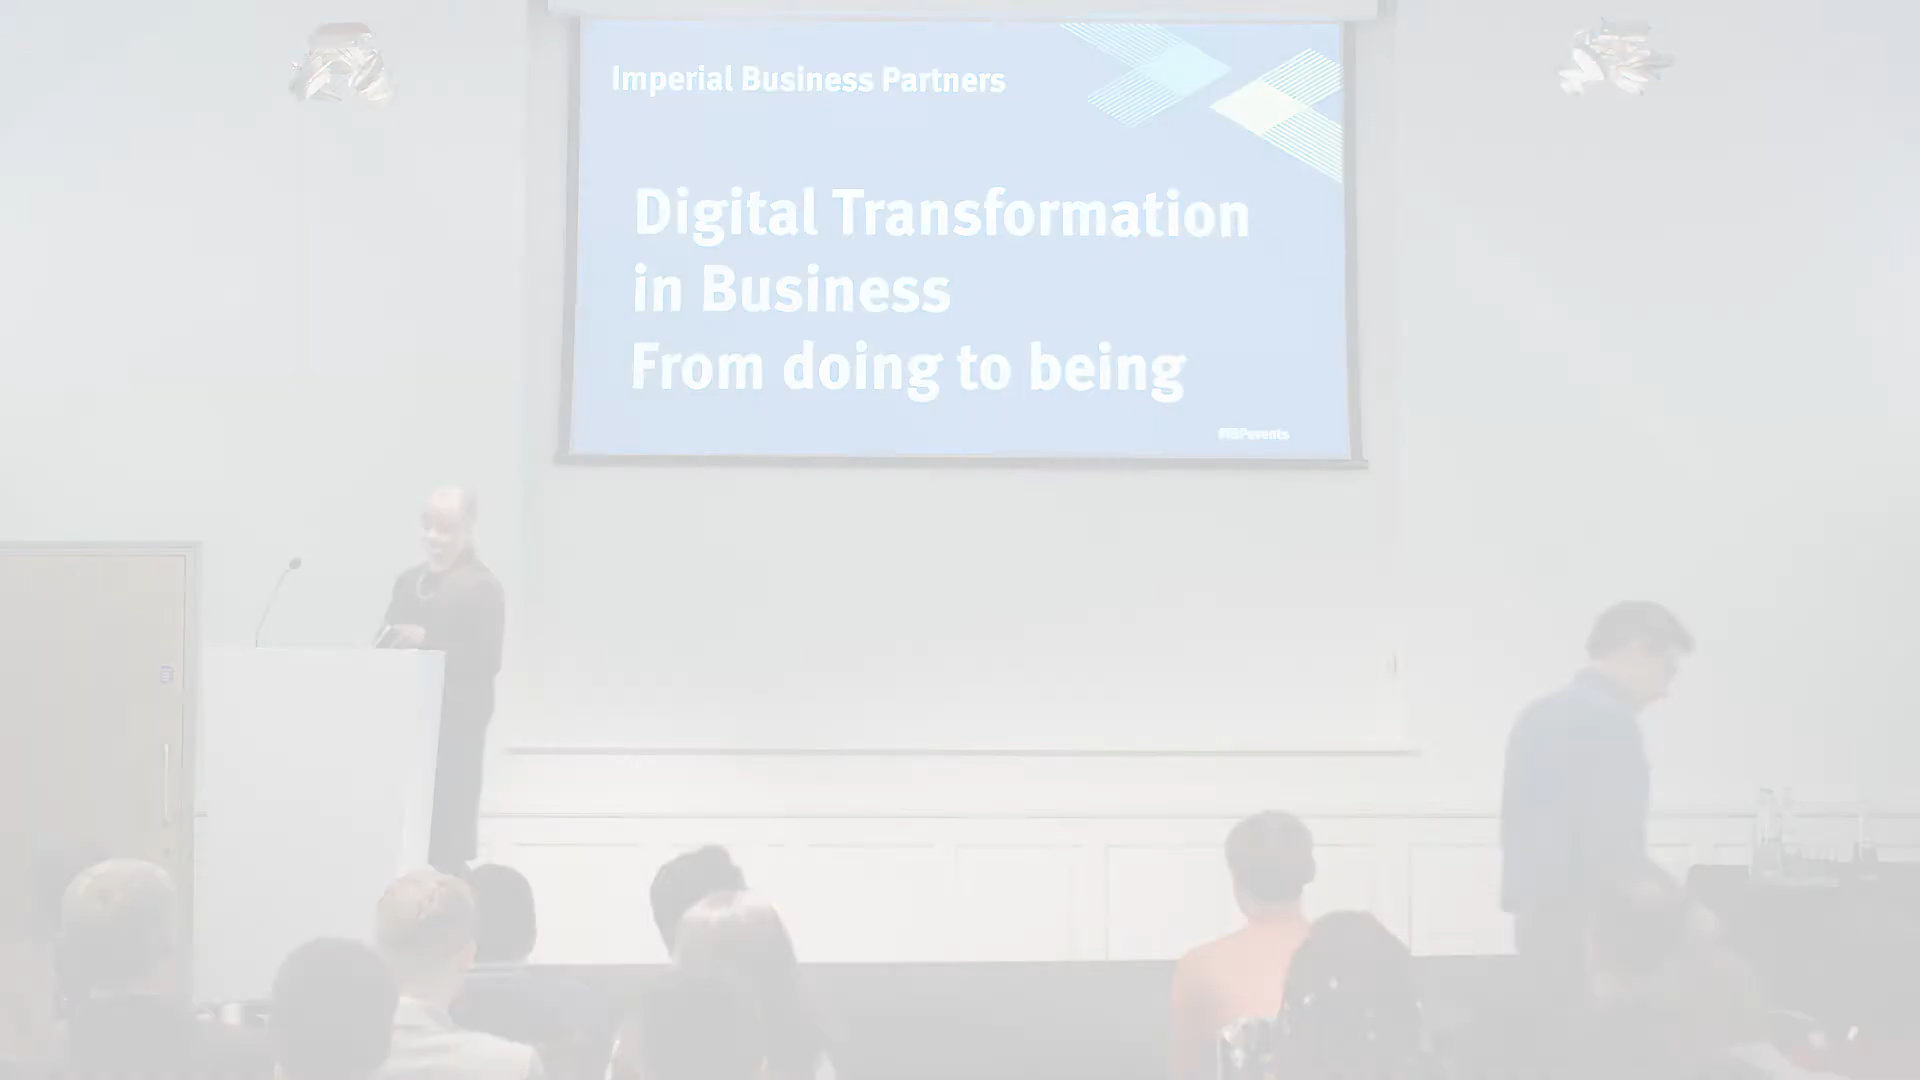 Imperial Business Partners
Digital Transformation
in Business
From doing to being
#IBPevents